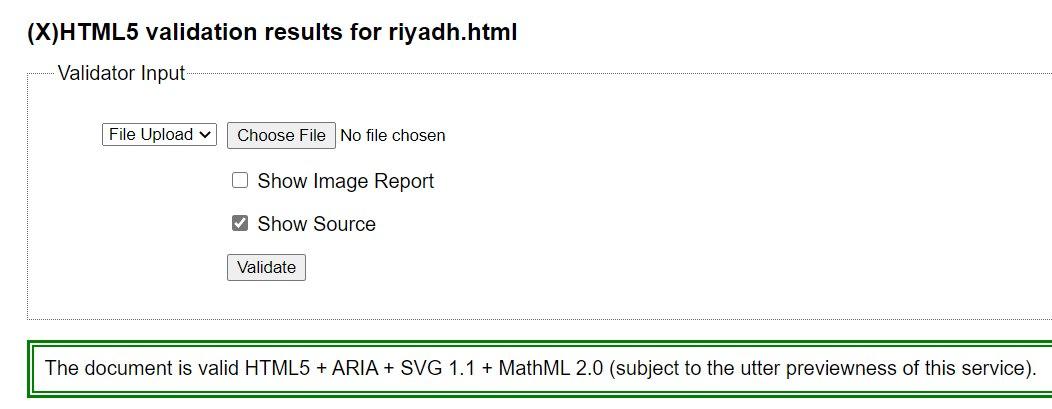 (X)HTML5 validation results for riyadh.html
Validator Input
File Upload Choose File No file chosen
Show Image Report
Show Source
Validate
The document is valid HTML5 + ARIA + SVG 1.1 + MathML 2.0 (subject to the utter previewness of this service).